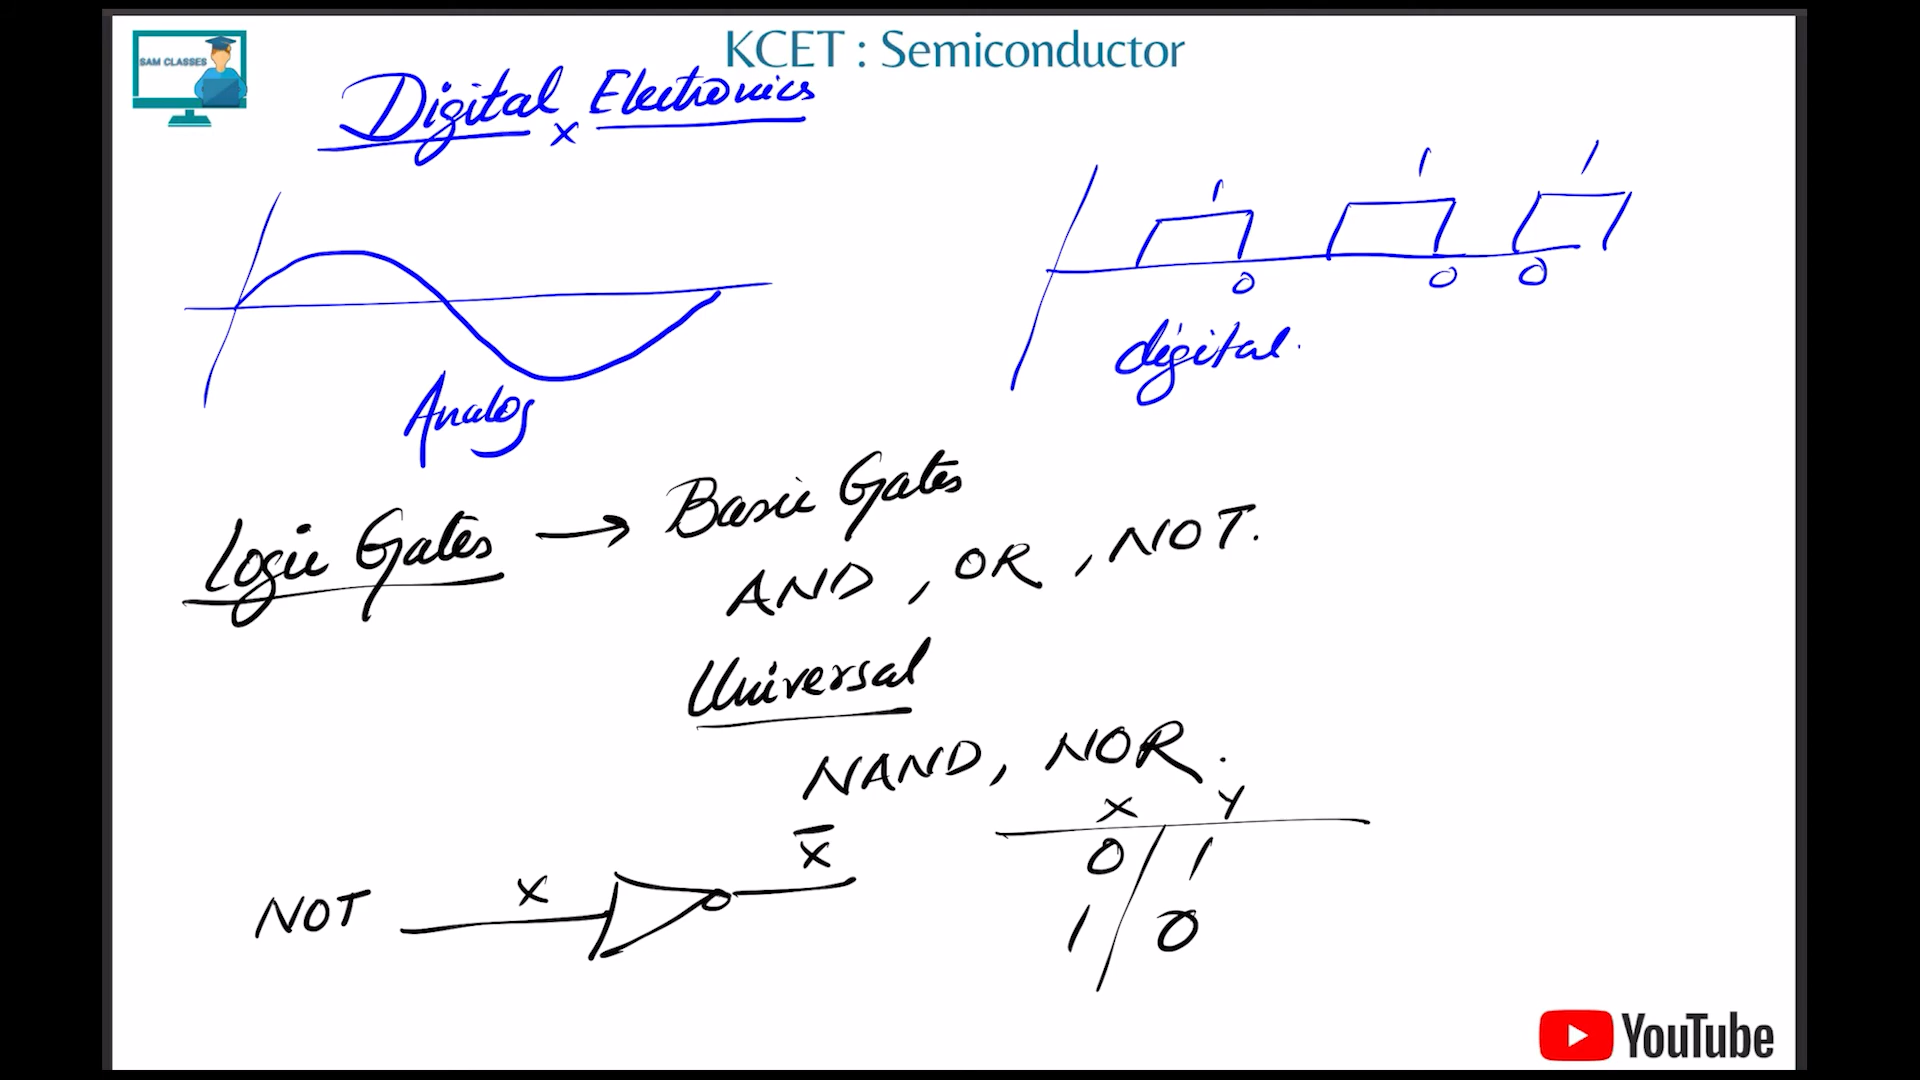 SAM CLASSES
KCET : Semiconductor
Digital Electronics
x
1 1 1
0 0 0
Analog
digital.
Logic Gates → Basic Gates
AND, OR, NOT.
Universal
NAND, NOR.
X Y
0 1
1 0
NOT X X̅
YouTube